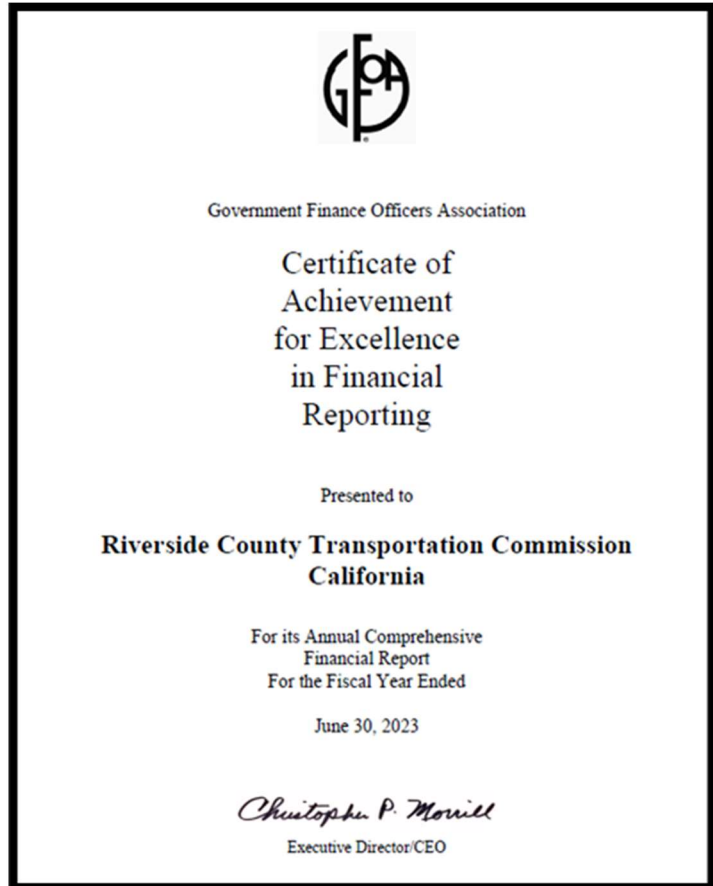 GFOA
Government Finance Officers Association
Certificate of
Achievement
for Excellence
in Financial
Reporting
Presented to
Riverside County Transportation Commission
California
For its Annual Comprehensive
Financial Report
For the Fiscal Year Ended
June 30, 2023
Christopher P. Morrill
Executive Director/CEO